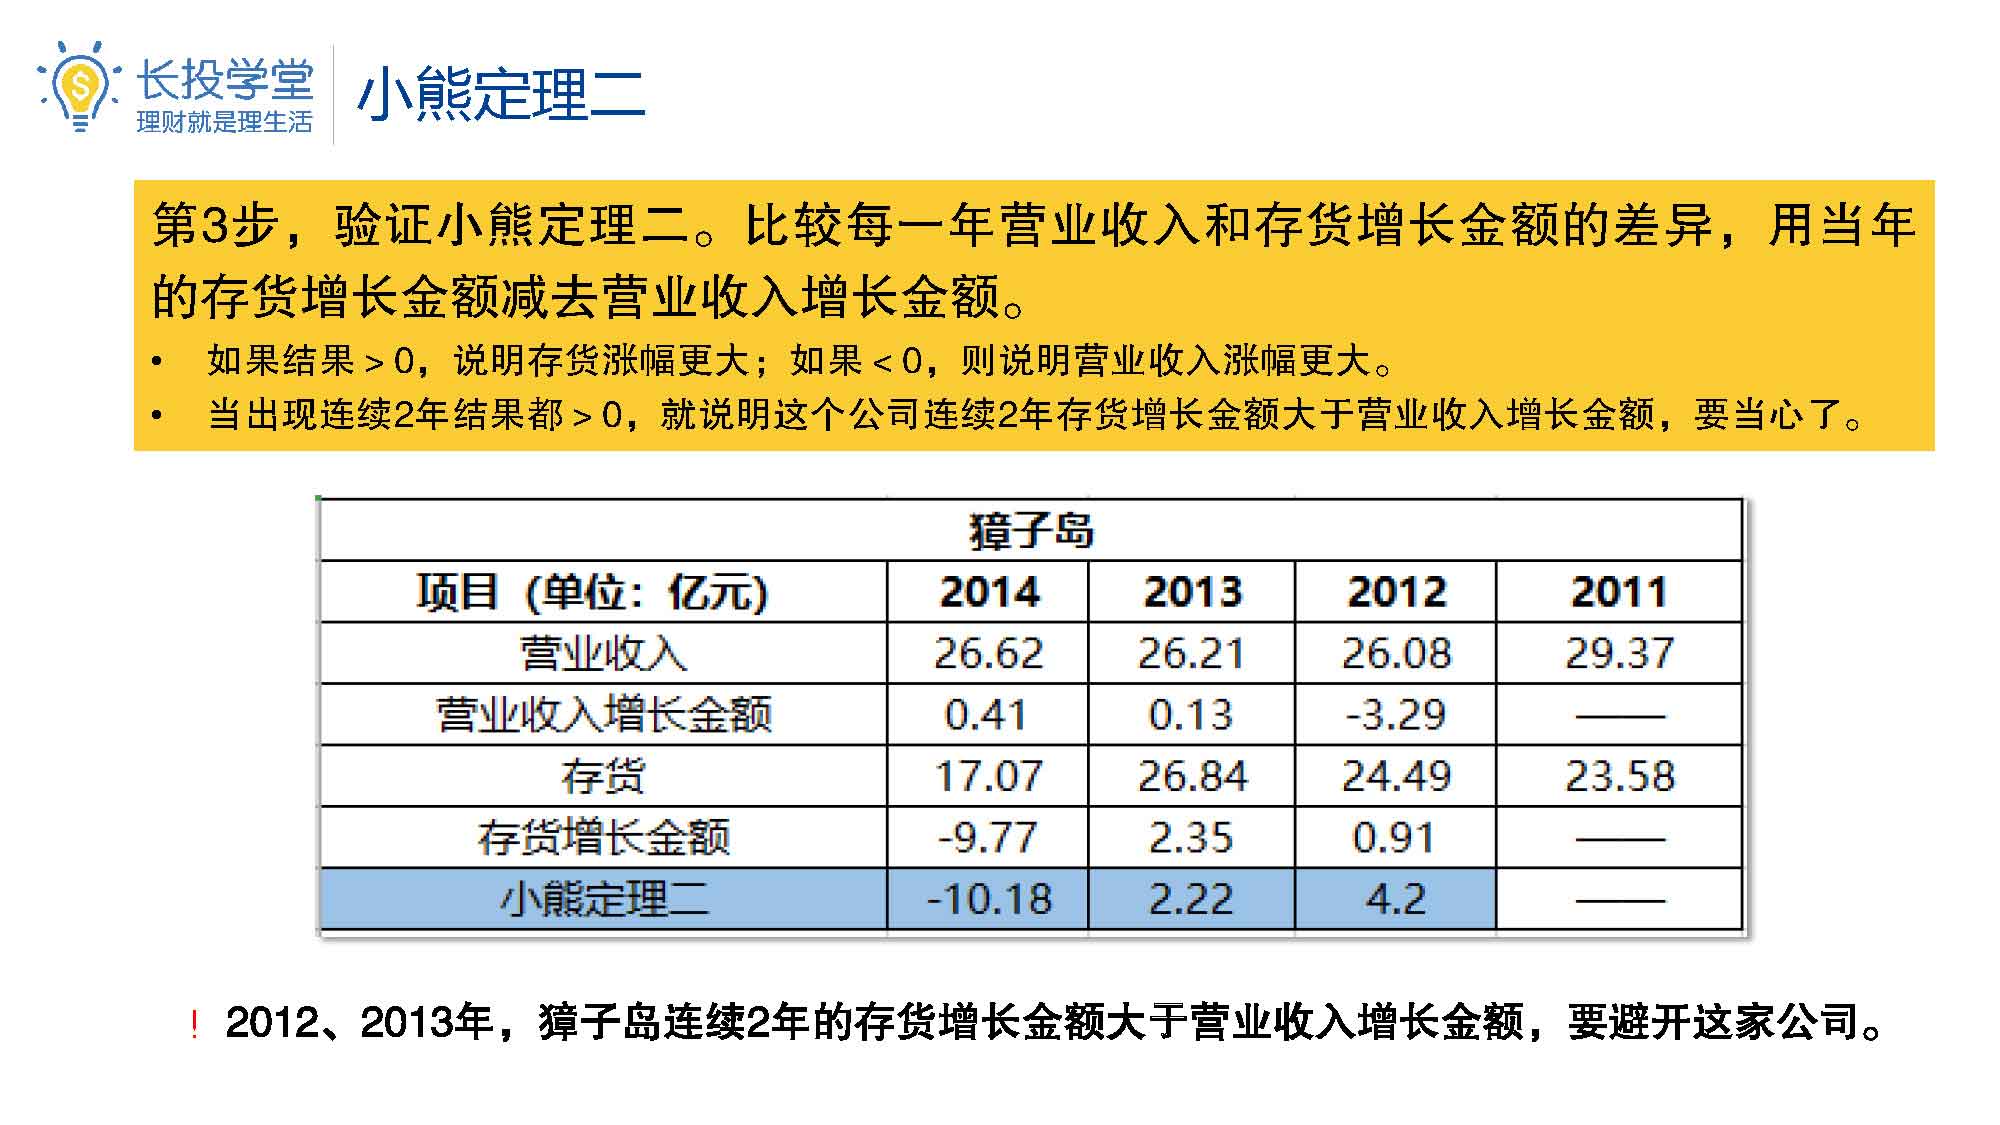 长投学堂
理财就是理生活
小熊定理二
第3步，验证小熊定理二。比较每一年营业收入和存货增长金额的差异，用当年
的存货增长金额减去营业收入增长金额。
• 如果结果＞0，说明存货涨幅更大；如果＜0，则说明营业收入涨幅更大。
• 当出现连续2年结果都＞0，就说明这个公司连续2年存货增长金额大于营业收入增长金额，要当心了。
獐子岛
项目（单位：亿元） 2014 2013 2012 2011
营业收入 26.62 26.21 26.08 29.37
营业收入增长金额 0.41 0.13 -3.29 ——
存货 17.07 26.84 24.49 23.58
存货增长金额 -9.77 2.35 0.91 ——
小熊定理二 -10.18 2.22 4.2 ——
！2012、2013年，獐子岛连续2年的存货增长金额大于营业收入增长金额，要避开这家公司。